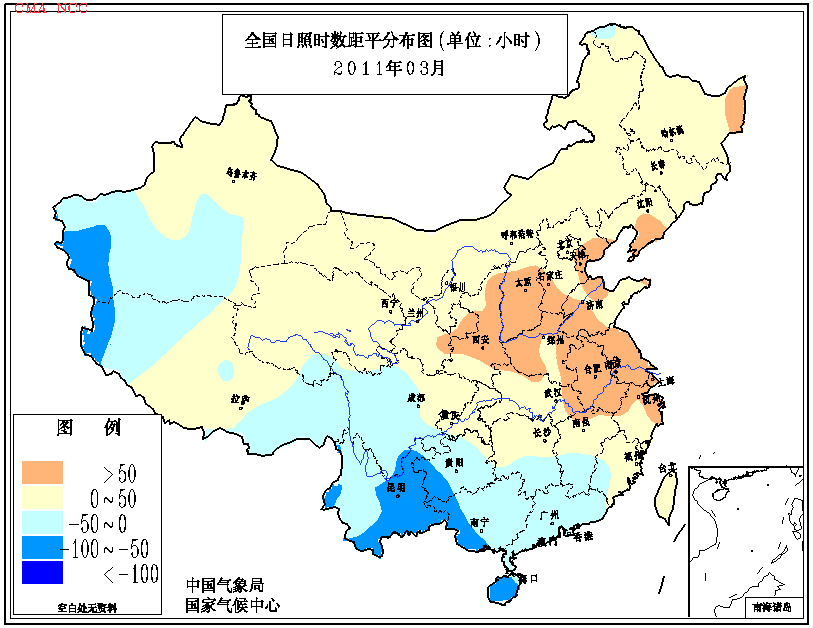 CMA NCC
全国日照时数距平分布图(单位:小时)
2011年03月
哈尔滨
长春
沈阳
乌鲁木齐
呼和浩特
北京
天津
银川
太原
石家庄
济南
西宁
兰州
西安
郑州
合肥
南京
上海
拉萨
成都
重庆
武汉
杭州
长沙
南昌
贵阳
福州
台北
昆明
南宁
广州
澳门
香港
海口
图 例
>50
0~50
-50~0
-100~-50
<-100
空白处无资料
中国气象局
国家气候中心
南海诸岛